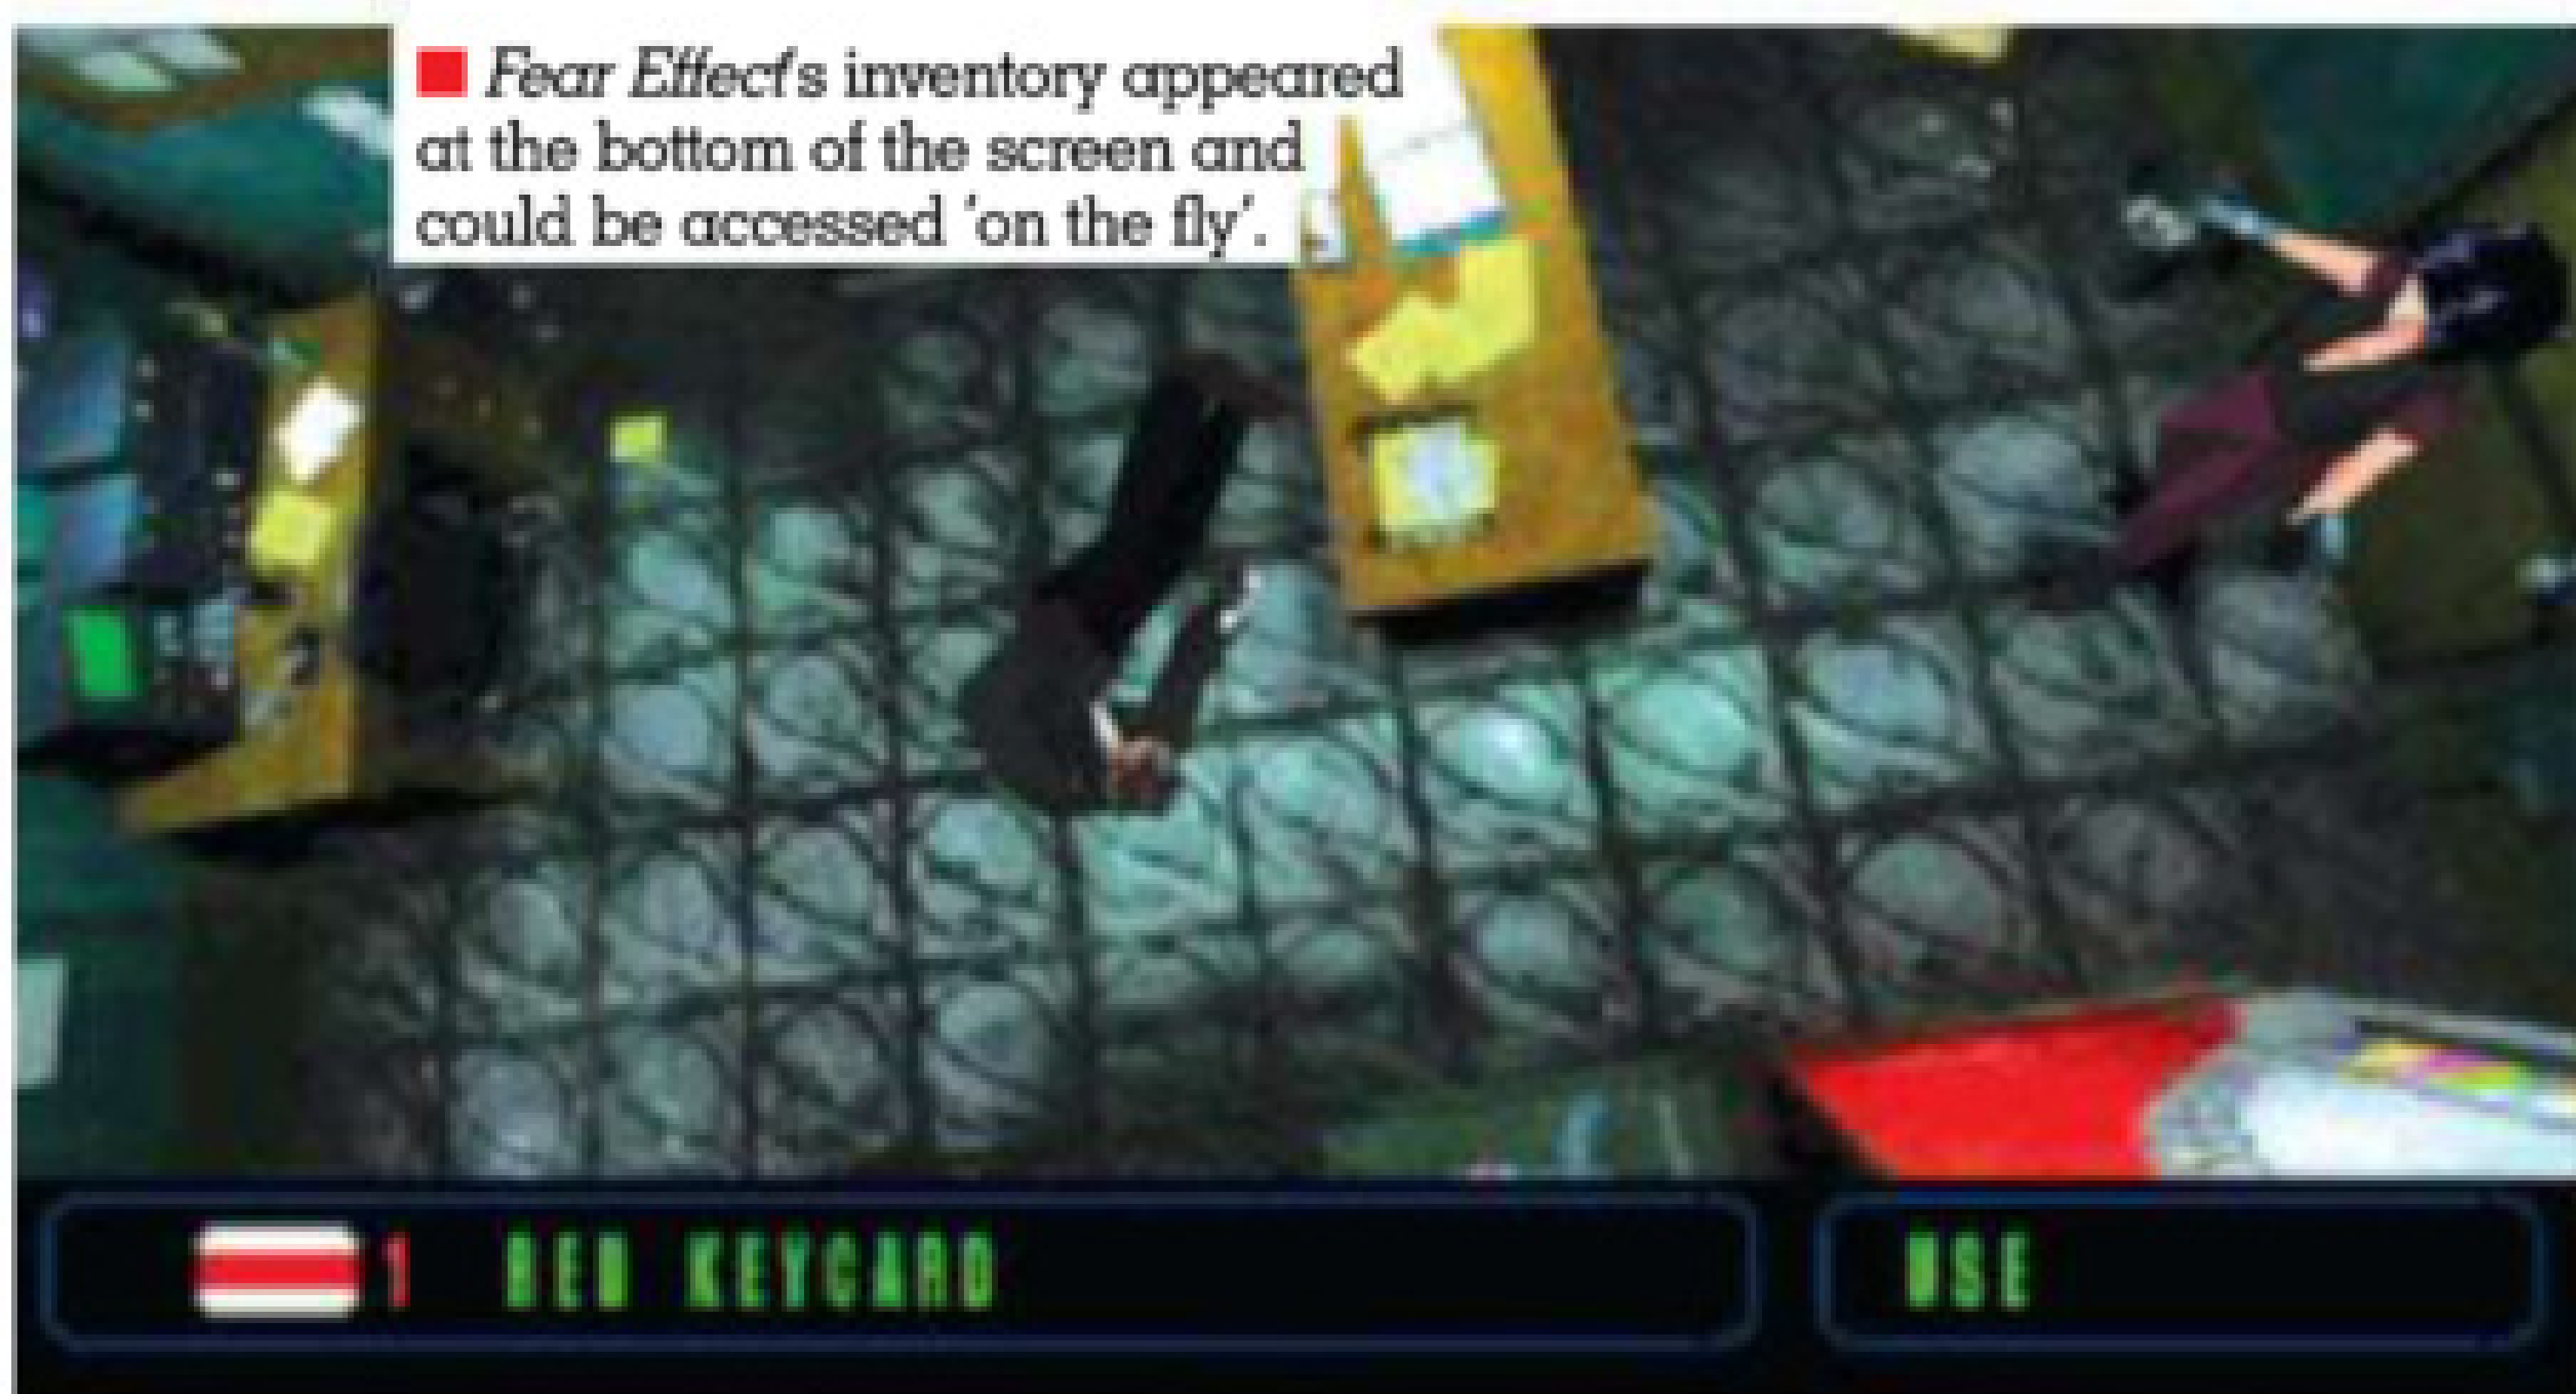 Fear Effect's inventory appeared
at the bottom of the screen and
could be accessed 'on the fly'.
1 RED KEYCARD
USE